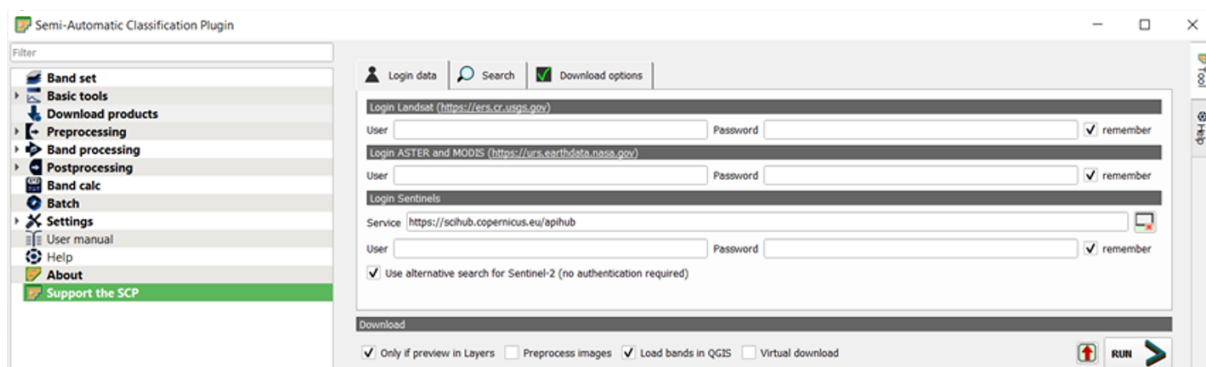 Semi-Automatic Classification Plugin
Filter
Band set
Basic tools
Download products
Preprocessing
Band processing
Postprocessing
Band calc
Batch
Settings
User manual
Help
About
Support the SCP
Login data Search Download options
Login Landsat (https://ers.cr.usgs.gov)
User Password remember
Login ASTER and MODIS (https://urs.earthdata.nasa.gov)
User Password remember
Login Sentinels
Service https://scihub.copernicus.eu/apihub
User Password remember
Use alternative search for Sentinel-2 (no authentication required)
Download
Only if preview in Layers Preprocess images Load bands in QGIS Virtual download RUN
Tool
Help